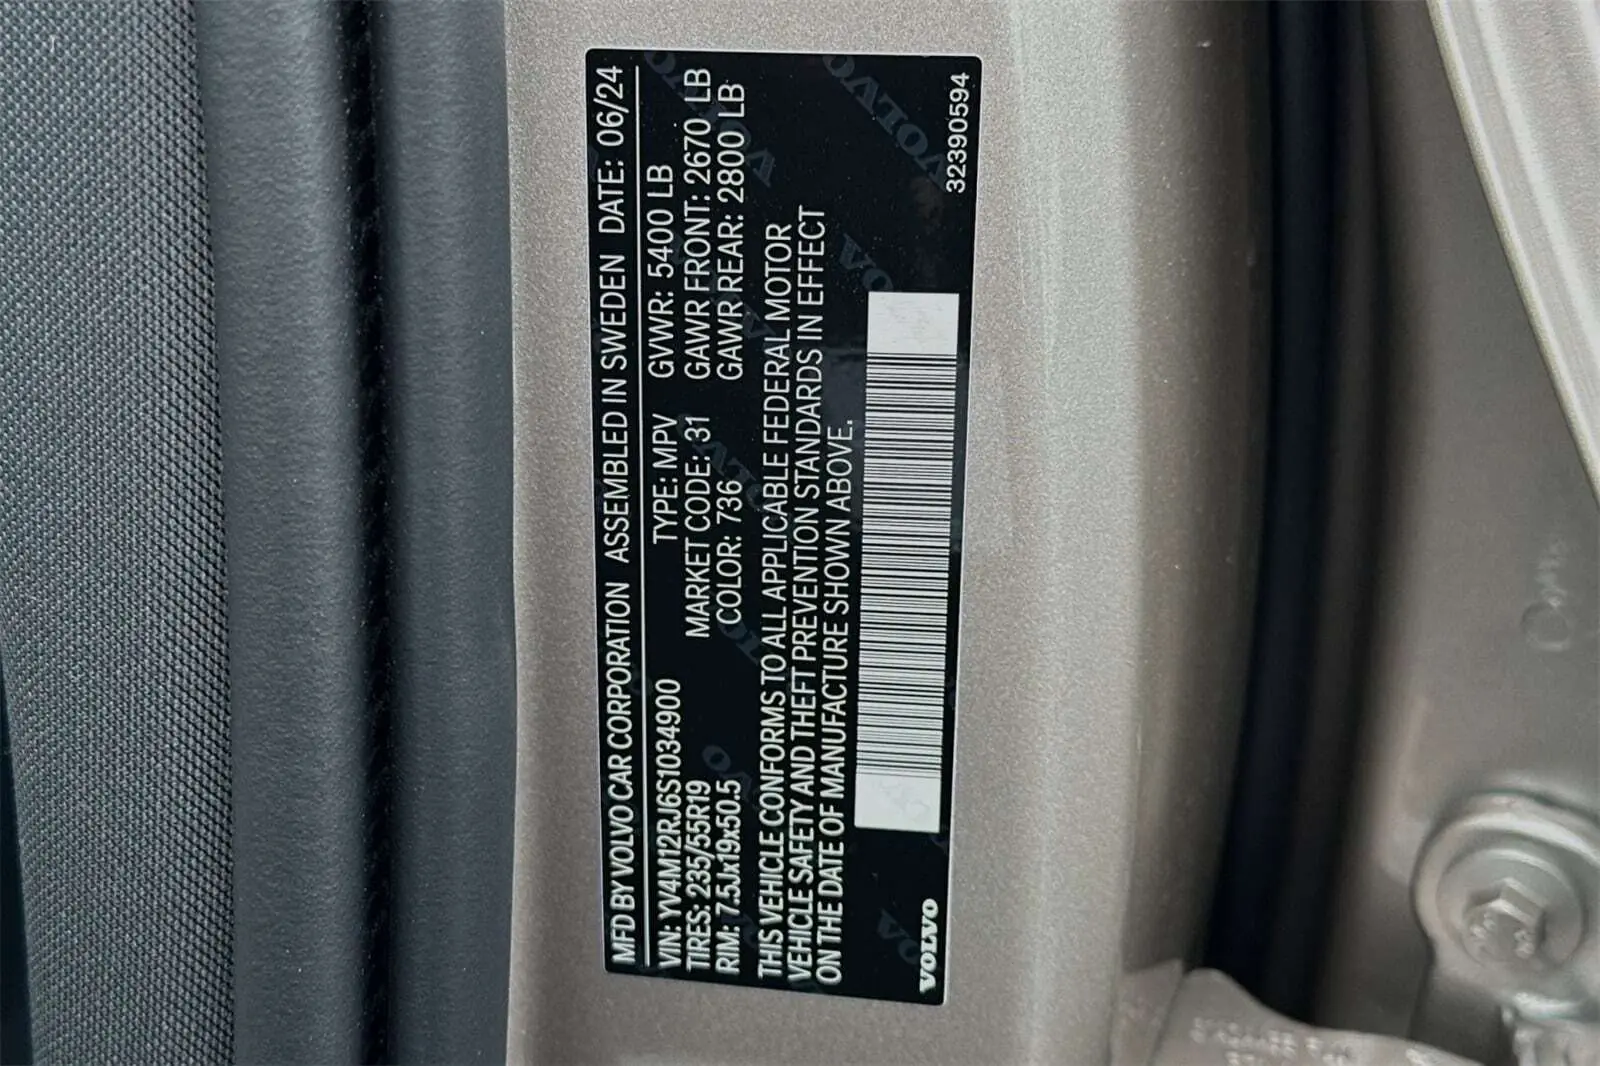 MFD BY VOLVO CAR CORPORATION ASSEMBLED IN SWEDEN DATE: 06/24
VIN: YV4M12RJ6S1034900 TYPE: MPV GVWR: 5400 LB
TIRES: 235/55R19 MARKET CODE: 31 GAWR FRONT: 2670 LB
RIM: 7.5Jx19x50.5 COLOR: 736 GAWR REAR: 2800 LB
THIS VEHICLE CONFORMS TO ALL APPLICABLE FEDERAL MOTOR
VEHICLE SAFETY AND THEFT PREVENTION STANDARDS IN EFFECT
ON THE DATE OF MANUFACTURE SHOWN ABOVE.
VOLVO 32390594